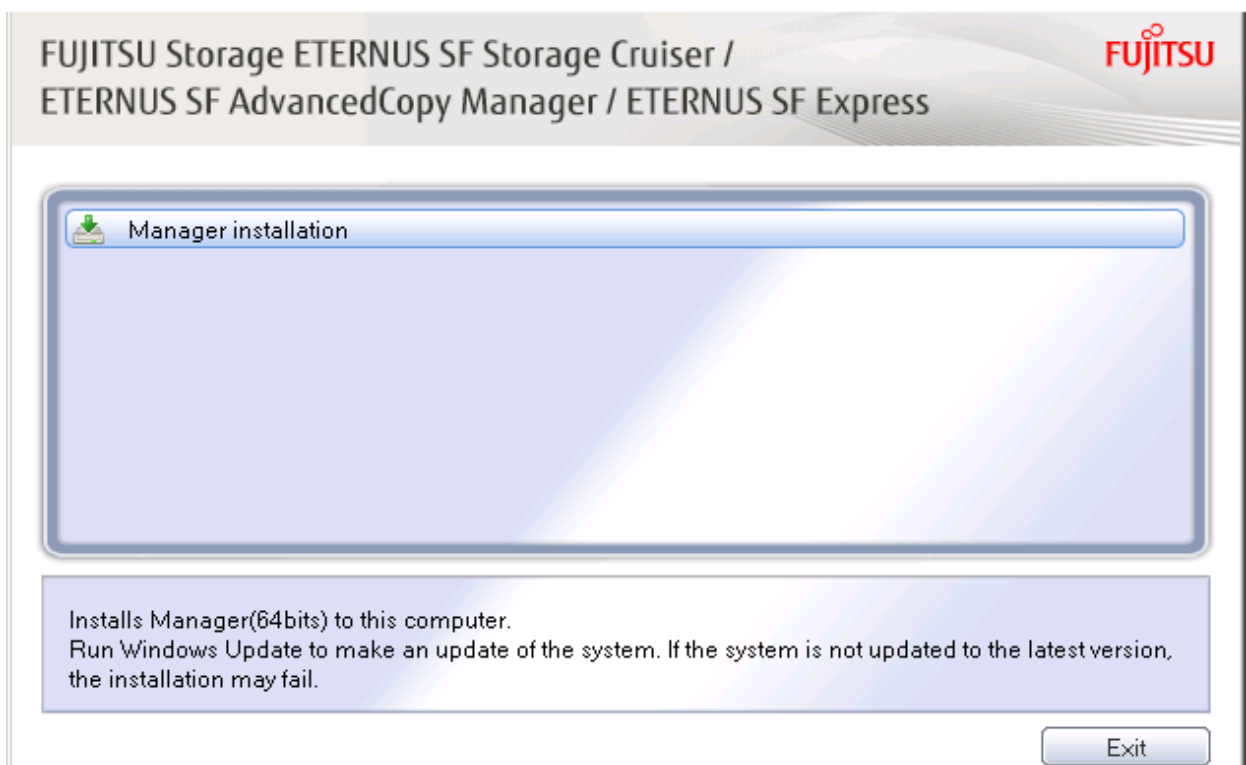 FUJITSU Storage ETERNUS SF Storage Cruiser /
ETERNUS SF AdvancedCopy Manager / ETERNUS SF Express
FUJITSU
Manager installation
Installs Manager(64bits) to this computer.
Run Windows Update to make an update of the system. If the system is not updated to the latest version,
the installation may fail.
Exit